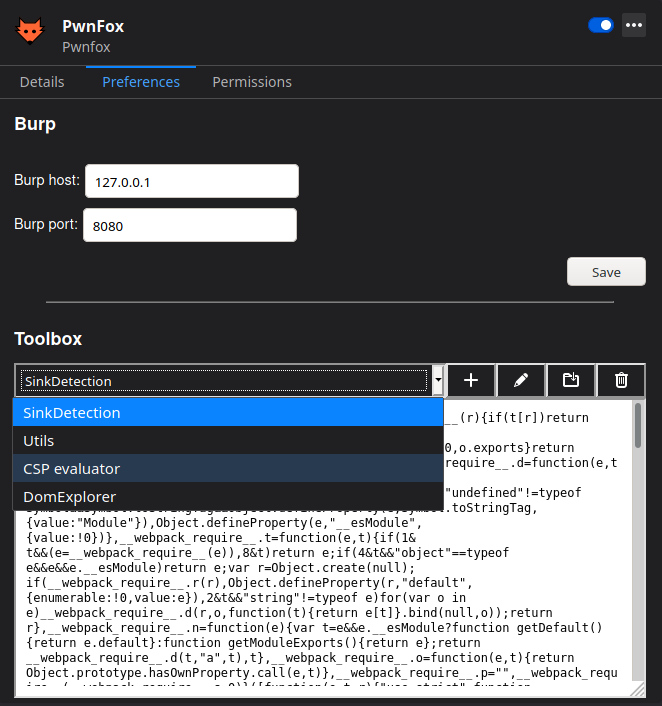 PwnFox
Pwnfox
Details Preferences Permissions
Burp
Burp host: 127.0.0.1
Burp port: 8080
Save
Toolbox
SinkDetection
SinkDetection
Utils
CSP evaluator
DomExplorer
__(r){if(t[r])return
0,o.exports}return
require__.d=function(e,t
"undefined"!=typeof
.toStringTag,
{value:"Module"}),Object.defineProperty(e,"__esModule",
{value:!0})},__webpack_require__.t=function(e,t){if(1&
t&&(e=__webpack_require__(e)),8&t)return e;if(4&t&&"object"==typeof
e&&e&&e.__esModule)return e;var r=Object.create(null);
if(__webpack_require__.r(r),Object.defineProperty(r,"default",
{enumerable:!0,value:e}),2&t&&"string"!=typeof e)for(var o in
e)__webpack_require__.d(r,o,function(t){return e[t]}.bind(null,o));return
r},__webpack_require__.n=function(e){var t=e&&e.__esModule?function getDefault()
{return e.default}:function getModuleExports(){return e};return
__webpack_require__.d(t,"a",t),t},__webpack_require__.o=function(e,t){return
Object.prototype.hasOwnProperty.call(e,t)},__webpack_require__.p="",__webpack_requ